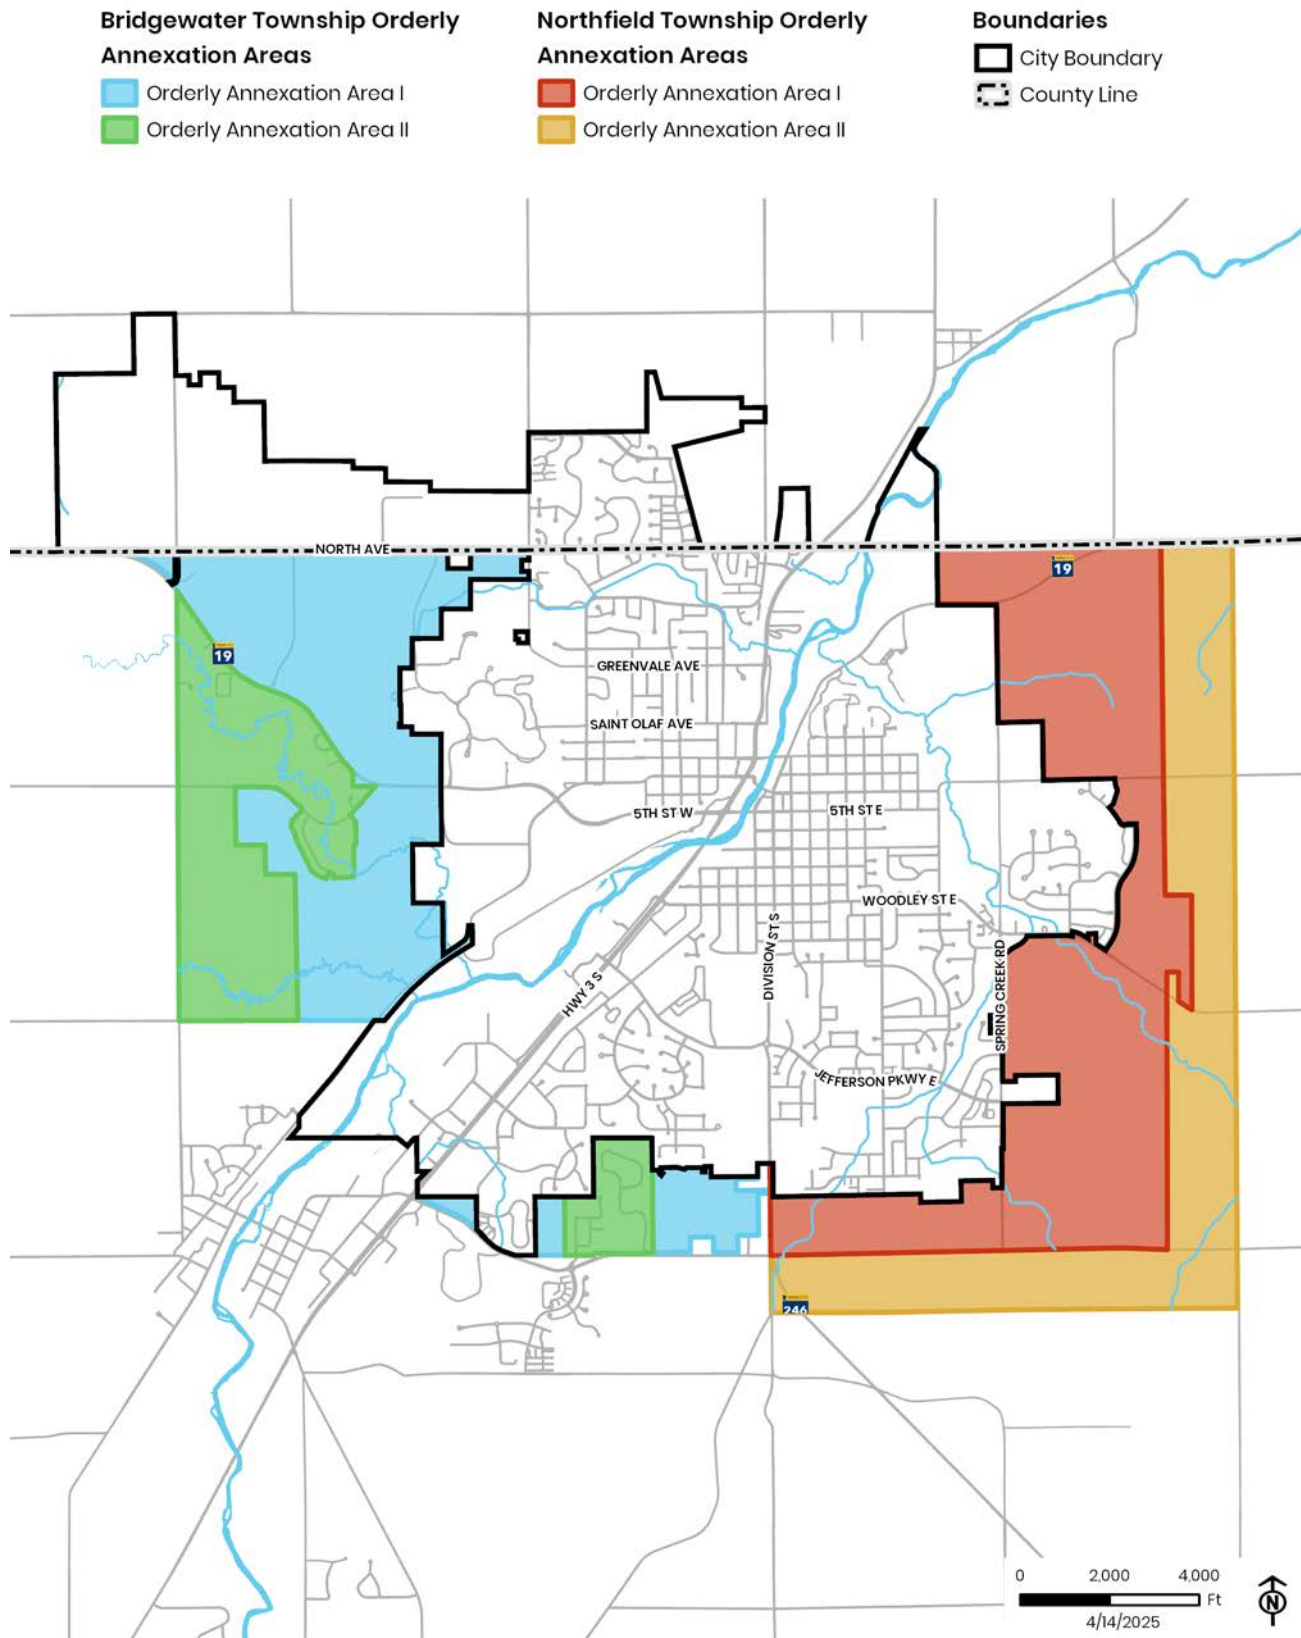 Bridgewater Township Orderly
Annexation Areas
Orderly Annexation Area I
Orderly Annexation Area II
Northfield Township Orderly
Annexation Areas
Orderly Annexation Area I
Orderly Annexation Area II
Boundaries
City Boundary
County Line
NORTH AVE
19
19
GREENVALE AVE
SAINT OLAF AVE
5TH ST W
5TH ST E
WOODLEY ST E
DIVISION ST S
SPRING CREEK RD
HWY 3 S
JEFFERSON PKWY E
246
0 2,000 4,000
Ft
4/14/2025
N